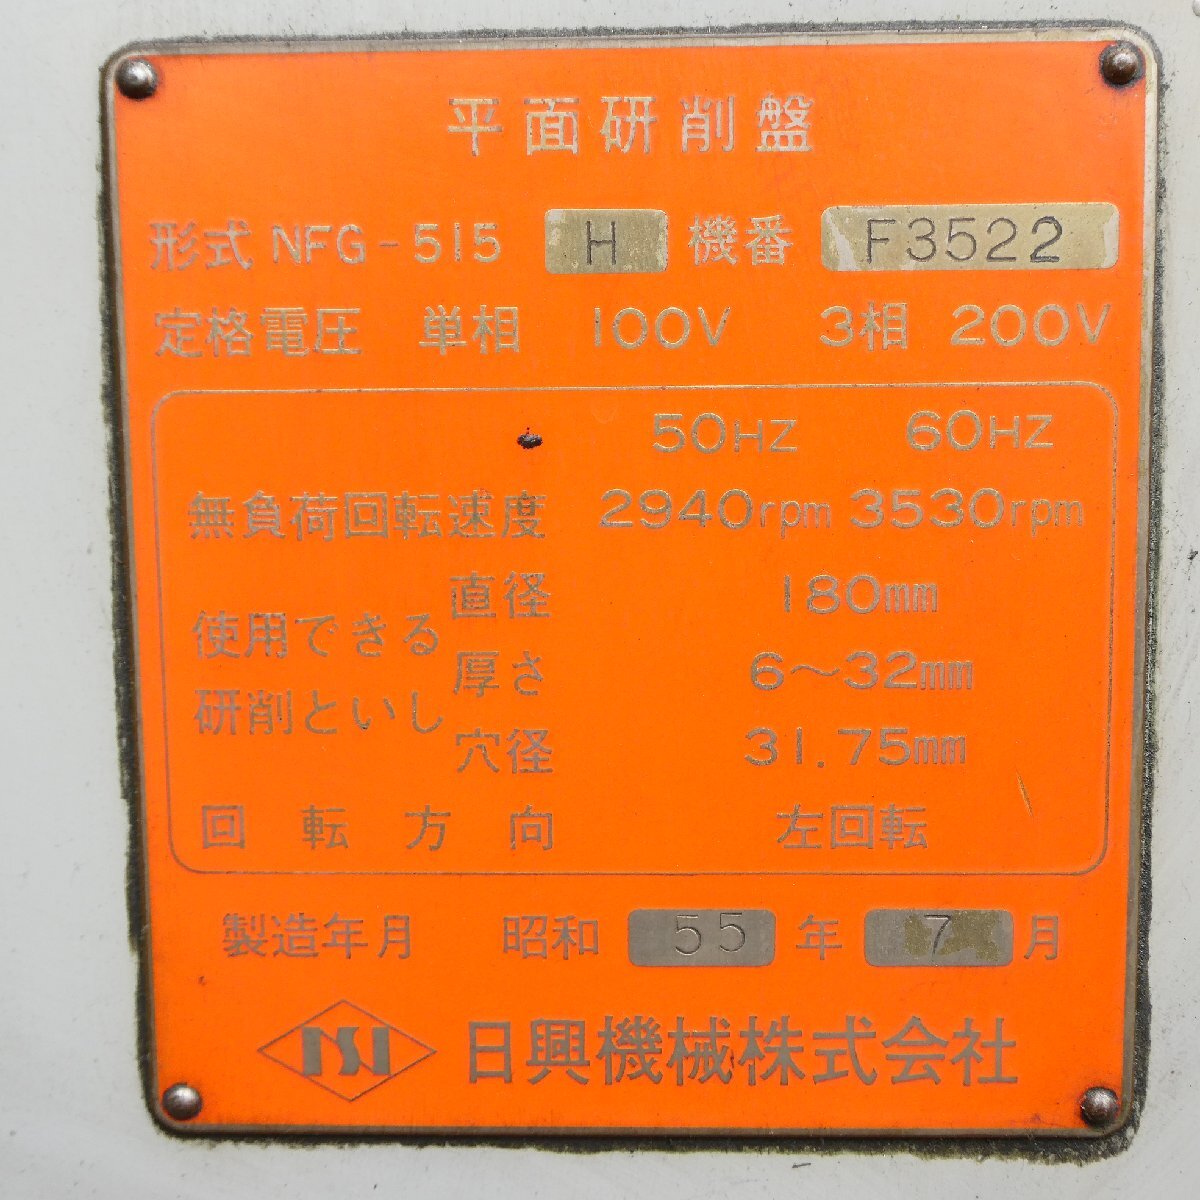 平面研削盤
形式 NFG-515 H 機番 F3522
定格電圧 単相 100V 3相 200V
50HZ 60HZ
無負荷回転速度 2940rpm 3530rpm
使用できる研削といし
直径 180mm
厚さ 6〜32mm
穴径 31.75mm
回転方向 左回転
製造年月 昭和 55 年 7 月
NSI 日興機械株式会社